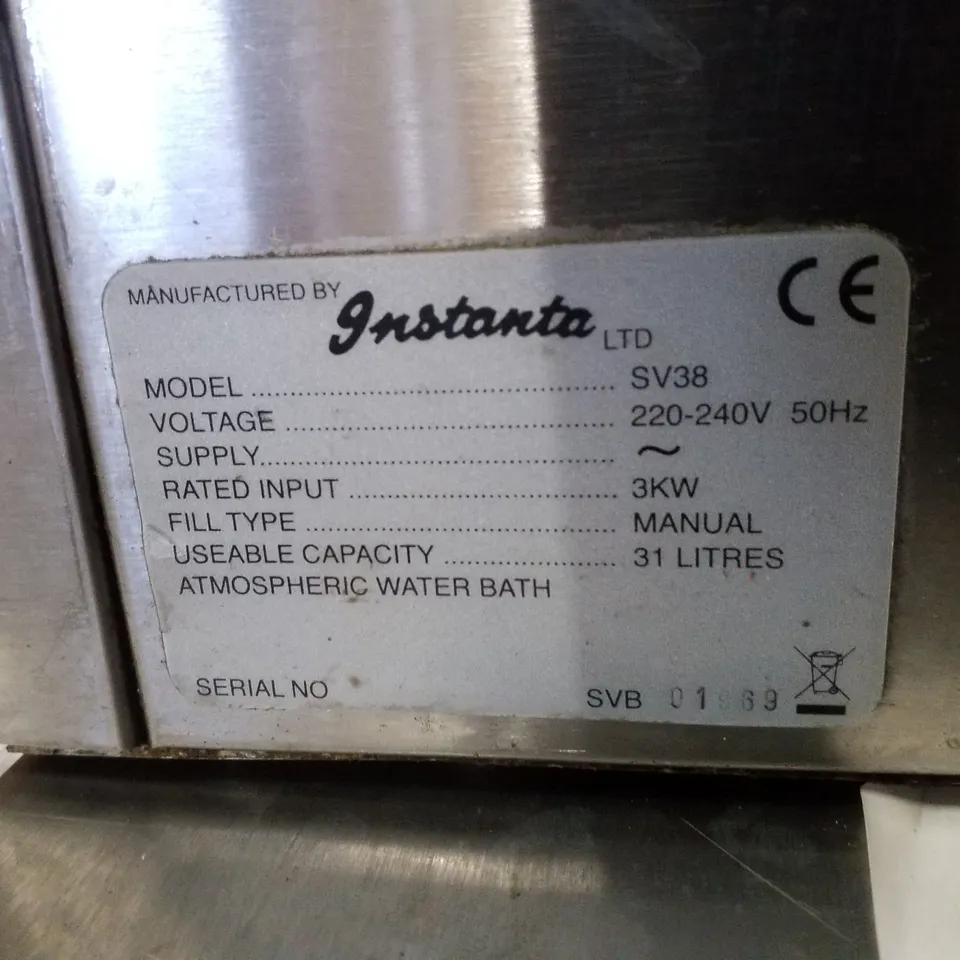 MANUFACTURED BY Instanta LTD
CE
MODEL ................................................ SV38
VOLTAGE ............................................ 220-240V 50Hz
SUPPLY............................................... ~
RATED INPUT .................................... 3KW
FILL TYPE ......................................... MANUAL
USEABLE CAPACITY ....................... 31 LITRES
ATMOSPHERIC WATER BATH
SERIAL NO SVB